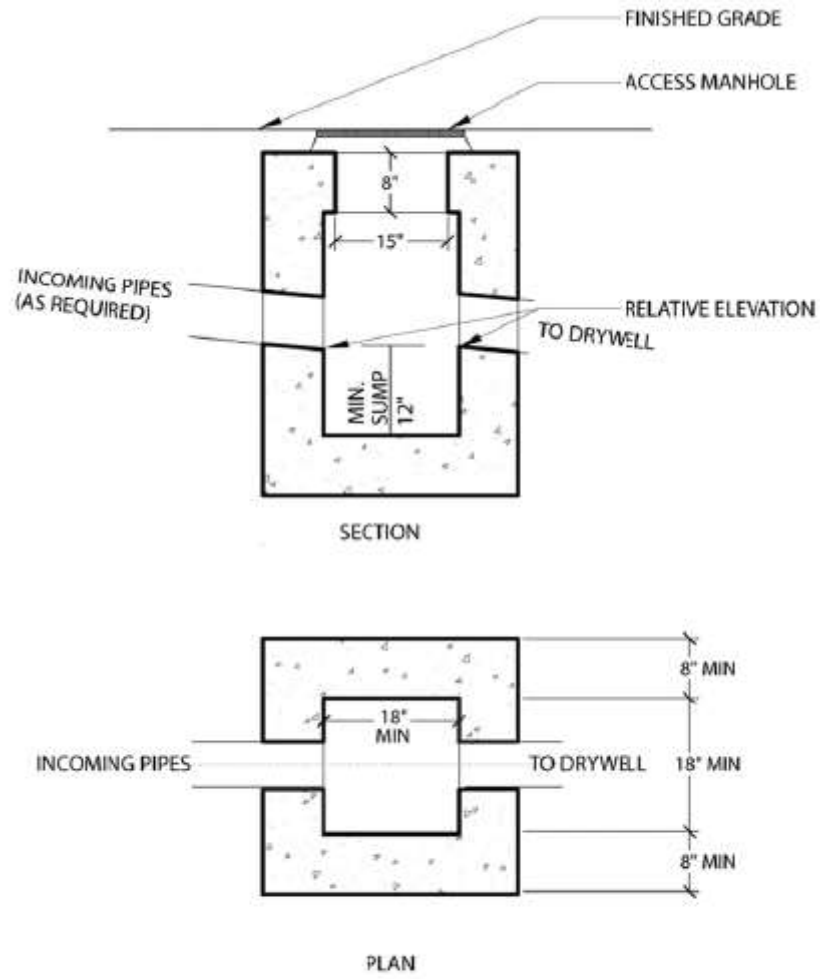 FINISHED GRADE
ACCESS MANHOLE
8"
15"
INCOMING PIPES
(AS REQUIRED)
RELATIVE ELEVATION
TO DRYWELL
MIN.
SUMP
12"
SECTION
8" MIN
18"
MIN
INCOMING PIPES
TO DRYWELL
18" MIN
8" MIN
PLAN